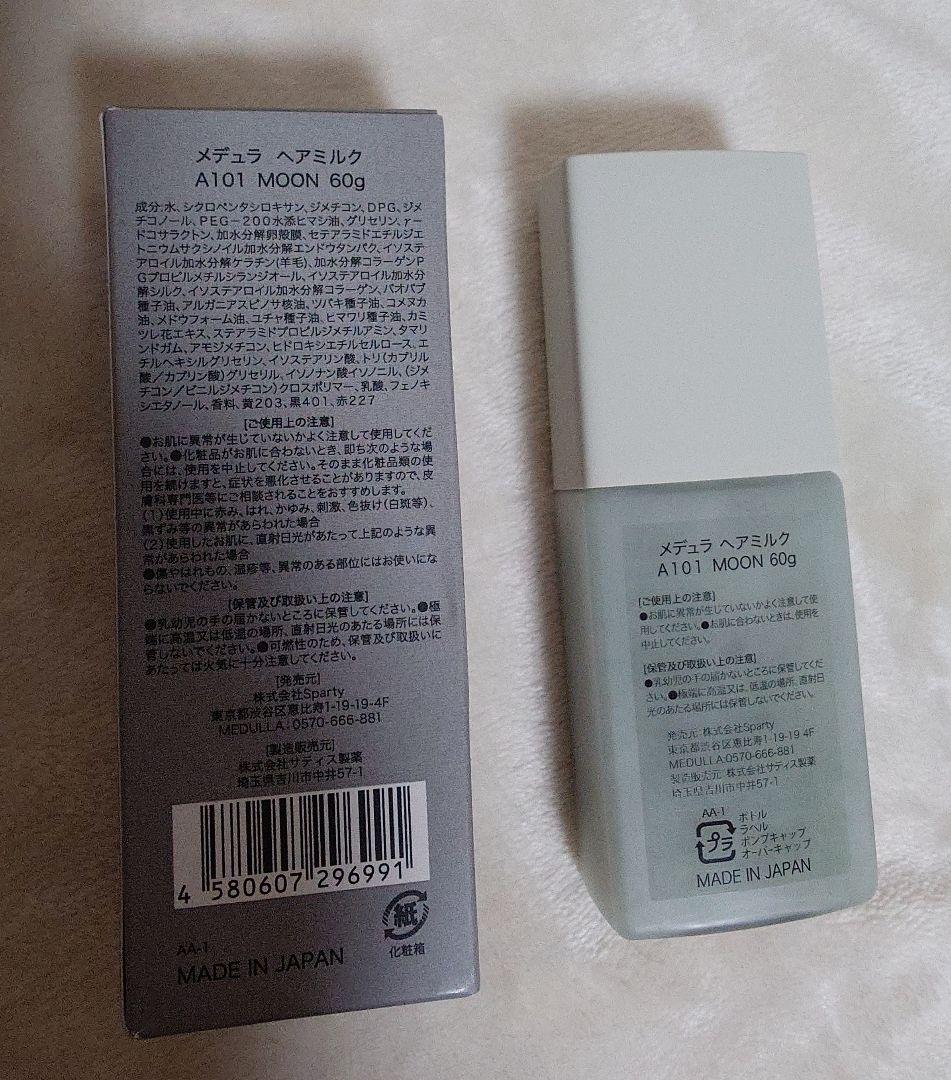 メデュラ ヘアミルク
A101 MOON 60g
成分:水、シクロペンタシロキサン、ジメチコン、DPG、ジメ
チコノール、PEG-200水添ヒマシ油、グリセリン、γ-
ドコサラクトン、加水分解卵殻膜、セテアラミドエチルジエ
トニウムサクシノイル加水分解エンドウタンパク、イソステ
アロイル加水分解ケラチン(羊毛)、加水分解コラーゲンP
Gプロピルメチルシランジオール、イソステアロイル加水分
解シルク、イソステアロイル加水分解コラーゲン、バオバブ
種子油、アルガニアスピノサ核油、ツバキ種子油、コメヌカ
油、メドウフォーム油、ユチャ種子油、ヒマワリ種子油、カミ
ツレ花エキス、ステアラミドプロピルジメチルアミン、タマリ
ンドガム、アモジメチコン、ヒドロキシエチルセルロース、エ
チルヘキシルグリセリン、イソステアリン酸、トリ(カプリル
酸/カプリン酸)グリセリル、イソノナン酸イソノニル、(ジメ
チコン/ビニルジメチコン)クロスポリマー、乳酸、フェノキ
シエタノール、香料、黄203、黒401、赤227
[ご使用上の注意]
●お肌に異常が生じていないかよく注意して使用してくだ
さい。●化粧品がお肌に合わないとき、即ち次のような場
合には、使用を中止してください。そのまま化粧品類の使
用を続けますと、症状を悪化させることがありますので、皮
膚科専門医等にご相談されることをおすすめします。
(1)使用中に赤み、はれ、かゆみ、刺激、色抜け(白斑等)、
黒ずみ等の異常があらわれた場合
(2)使用したお肌に、直射日光があたって上記のような異
常があらわれた場合
●傷やはれもの、湿疹等、異常のある部位にはお使いにな
らないでください。
[保管及び取扱い上の注意]
●乳幼児の手の届かないところに保管してください。●極
端に高温又は低温の場所、直射日光のあたる場所には保
管しないでください。●可燃性のため、保管及び取扱いに
あたっては火気に十分注意してください。
[発売元]
株式会社Sparty
東京都渋谷区恵比寿1-19-19-4F
MEDULLA:0570-666-881
[製造販売元]
株式会社サティス製薬
埼玉県吉川市中井57-1
4 580607 296991
紙
化粧箱
AA-1
MADE IN JAPAN
メデュラ ヘアミルク
A101 MOON 60g
[ご使用上の注意]
●お肌に異常が生じていないかよく注意して使
用してください。●お肌に合わないときは、使用を
中止してください。
[保管及び取扱い上の注意]
●乳幼児の手の届かないところに保管してくだ
さい。●極端に高温又は、低温の場所、直射日
光のあたる場所には保管しないでください。
発売元:株式会社Sparty
東京都渋谷区恵比寿1-19-19 4F
MEDULLA:0570-666-881
製造販売元:株式会社サティス製薬
埼玉県吉川市中井57-1
AA-1
プラ
ボトル
ラベル
ポンプキャップ
オーバーキャップ
MADE IN JAPAN